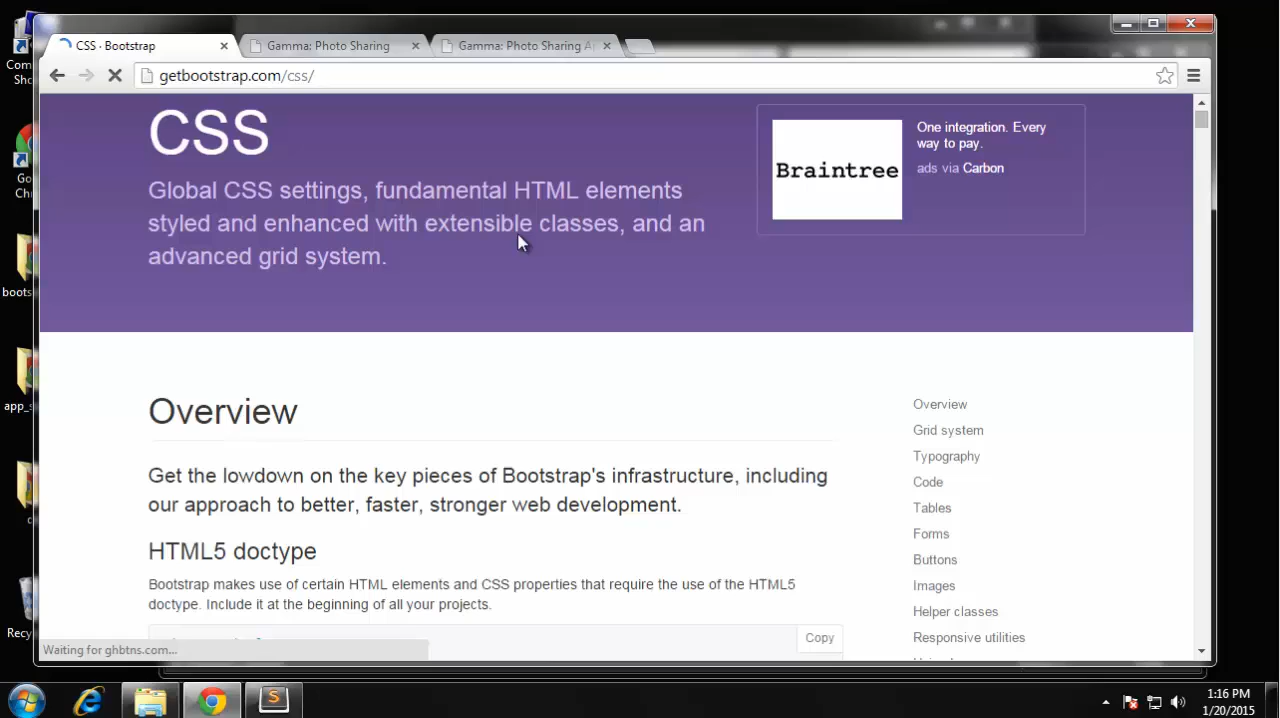 CSS · Bootstrap
Gamma: Photo Sharing
Gamma: Photo Sharing A
getbootstrap.com/css/
CSS
Global CSS settings, fundamental HTML elements
styled and enhanced with extensible classes, and an
advanced grid system.
Braintree
One integration. Every
way to pay.
ads via Carbon
Overview
Get the lowdown on the key pieces of Bootstrap's infrastructure, including
our approach to better, faster, stronger web development.
HTML5 doctype
Bootstrap makes use of certain HTML elements and CSS properties that require the use of the HTML5
doctype. Include it at the beginning of all your projects.
Copy
Overview
Grid system
Typography
Code
Tables
Forms
Buttons
Images
Helper classes
Responsive utilities
Waiting for ghbtns.com...
Com
Sho
Go
Chr
boots
app_s
Recy
1:16 PM
1/20/2015